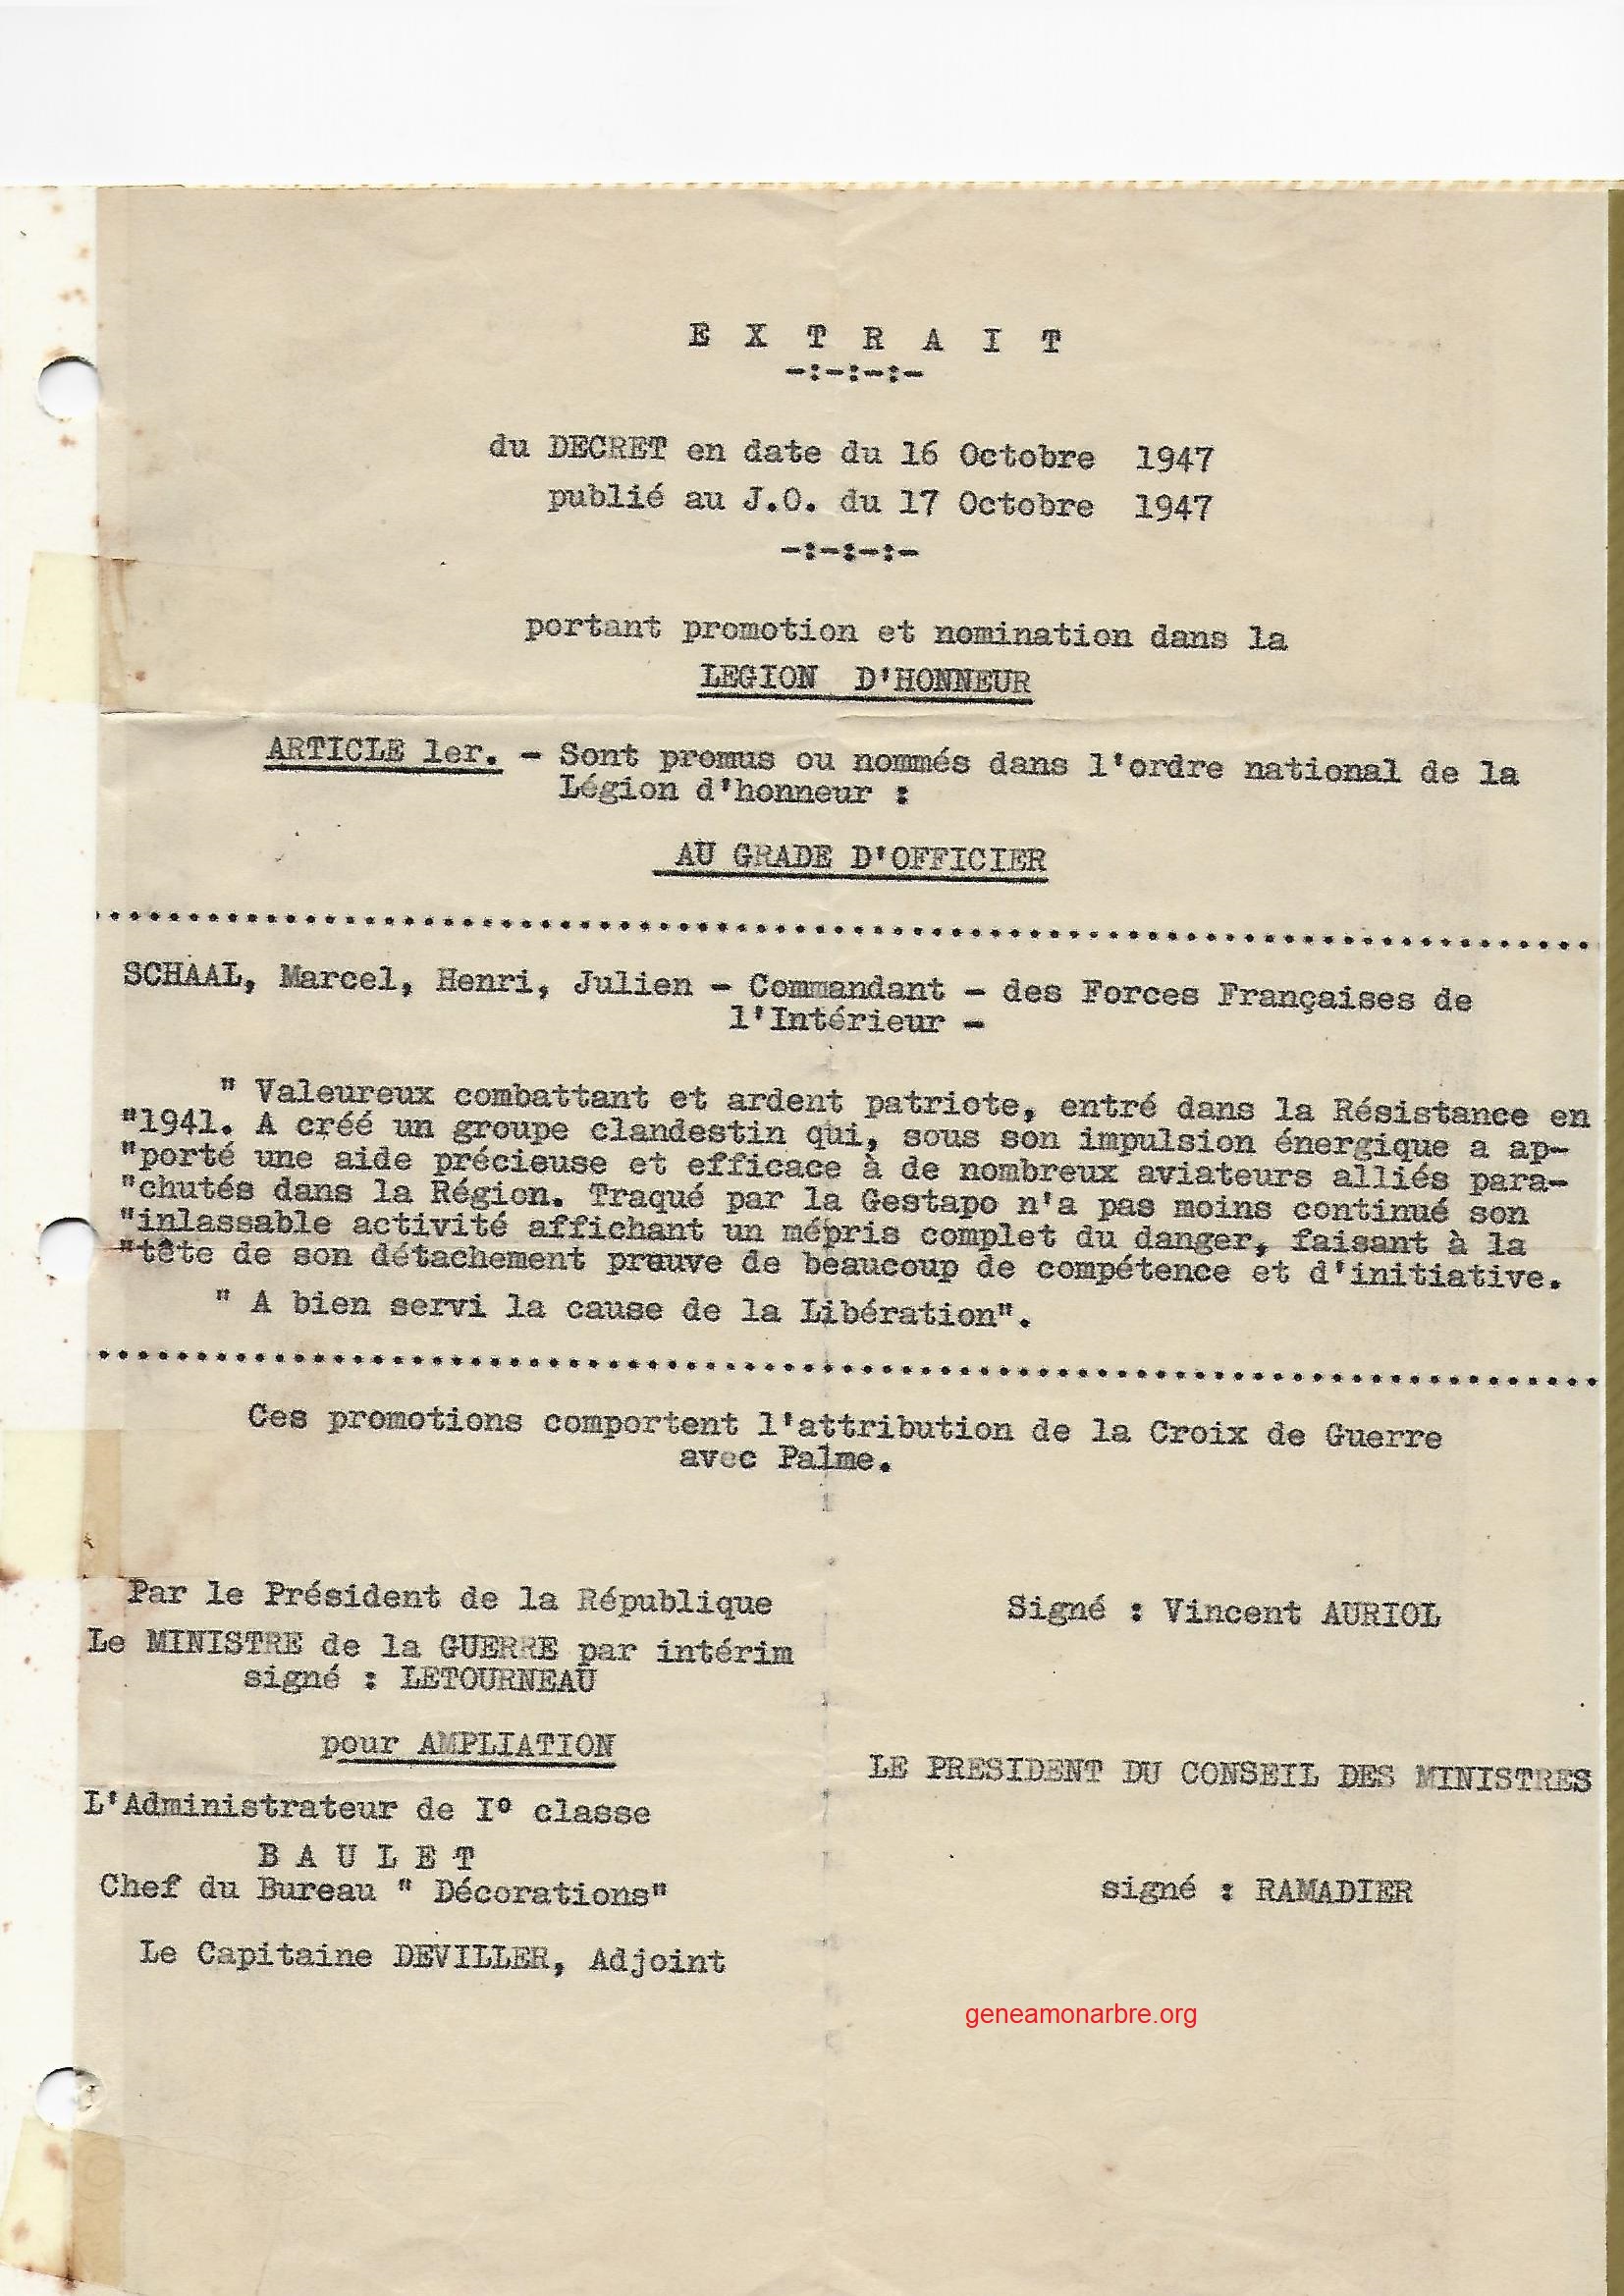 E X T R A I T
-:-:-:-
du DECRET en date du 16 Octobre 1947
publié au J.O. du 17 Octobre 1947
-:-:-:-
portant promotion et nomination dans la
LEGION D'HONNEUR
ARTICLE 1er. - Sont promus ou nommés dans l'ordre national de la
Légion d'honneur :
AU GRADE D'OFFICIER
SCHAAL, Marcel, Henri, Julien - Commandant - des Forces Françaises de
l'Intérieur -
" Valeureux combattant et ardent patriote, entré dans la Résistance en
"1941. A créé un groupe clandestin qui, sous son impulsion énergique a ap-
"porté une aide précieuse et efficace à de nombreux aviateurs alliés para-
"chutés dans la Région. Traqué par la Gestapo n'a pas moins continué son
"inlassable activité affichant un mépris complet du danger, faisant à la
"tête de son détachement preuve de beaucoup de compétence et d'initiative.
" A bien servi la cause de la Libération".
Ces promotions comportent l'attribution de la Croix de Guerre
avec Palme.
Par le Président de la République
Signé : Vincent AURIOL
Le MINISTRE de la GUERRE par intérim
signé : LETOURNEAU
pour AMPLIATION
LE PRESIDENT DU CONSEIL DES MINISTRES
L'Administrateur de I° classe
B A U L E T
Chef du Bureau " Décorations"
signé : RAMADIER
Le Capitaine DEVILLER, Adjoint
geneamonarbre.org